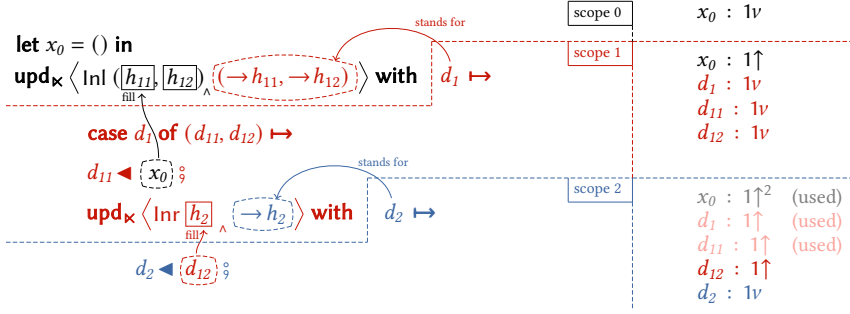 scope 0
x₀ : 1ν
stands for
let x₀ = () in
scope 1
x₀ : 1↑
upd⋉ ⟨ Inl (h₁₁, h₁₂) ‸ (→h₁₁, →h₁₂) ⟩ with d₁ ↦
d₁ : 1ν
fill
d₁₁ : 1ν
case d₁ of (d₁₁, d₁₂) ↦
d₁₂ : 1ν
stands for
d₁₁ ◀ x₀ ⨟
scope 2
x₀ : 1↑² (used)
upd⋉ ⟨ Inr h₂ ‸ → h₂ ⟩ with d₂ ↦
d₁ : 1↑ (used)
fill
d₁₁ : 1↑ (used)
d₂ ◀ d₁₂ ⨟
d₁₂ : 1↑
d₂ : 1ν